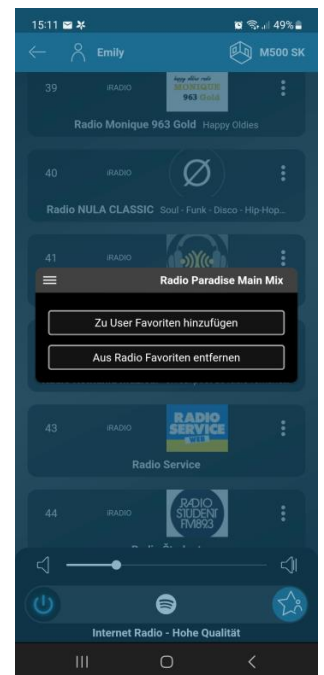 15:11 49%
Emily M500 SK
39 iRADIO happy oldies radio
MONIQUE
963 Gold
Radio Monique 963 Gold Happy Oldies
40 iRADIO
Radio NULA CLASSIC Soul - Funk - Disco - Hip-Hop...
41 iRADIO
Radio Paradise Main Mix
Zu User Favoriten hinzufügen
Aus Radio Favoriten entfernen
43 iRADIO RADIO
SERVICE
WEB
Radio Service
44 iRADIO RADIO
ŠTUDENT
FM89.3
Internet Radio - Hohe Qualität